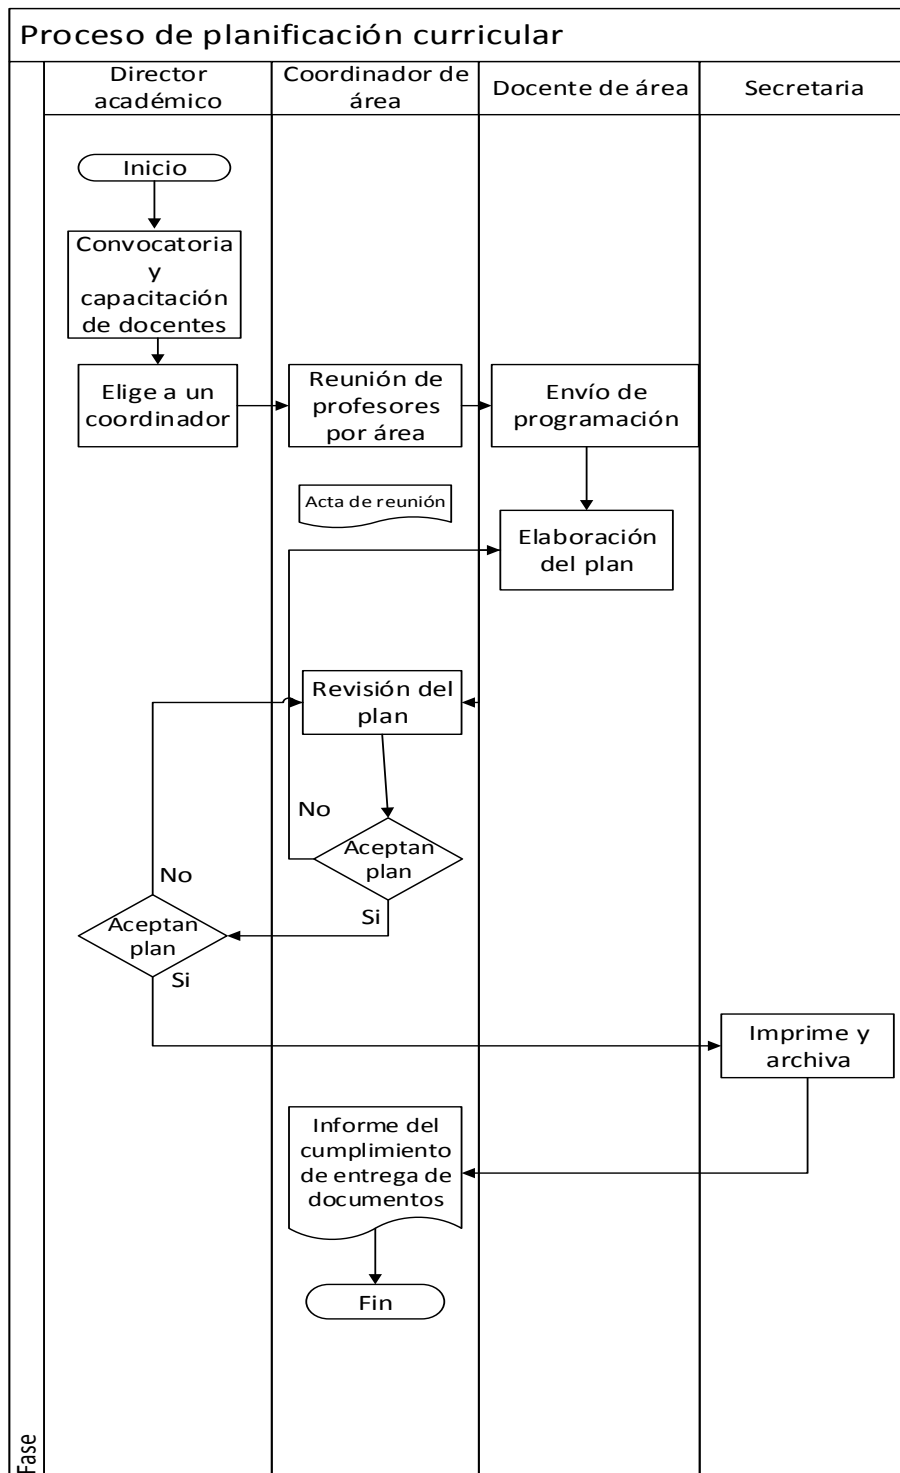 Proceso de planificación curricular
Director
académico
Coordinador de
área
Docente de área
Secretaria
Inicio
Convocatoria
y
capacitación
de docentes
Elige a un
coordinador
Reunión de
profesores
por área
Envío de
programación
Acta de reunión
Elaboración
del plan
Revisión del
plan
No
Aceptan
plan
Si
No
Aceptan
plan
Si
Imprime y
archiva
Informe del
cumplimiento
de entrega de
documentos
Fin
Fase